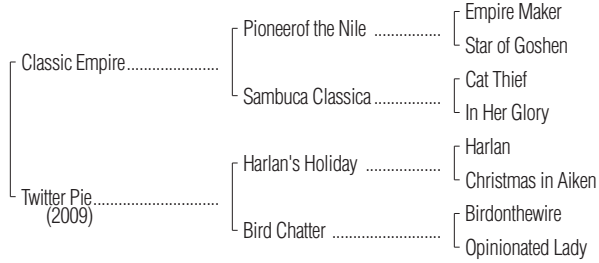 Empire Maker
Pioneerof the Nile ................
Star of Goshen
Classic Empire......................
Cat Thief
Sambuca Classica................
In Her Glory
Harlan
Harlan's Holiday ..................
Christmas in Aiken
Twitter Pie..............................
(2009)
Birdonthewire
Bird Chatter ..........................
Opinionated Lady